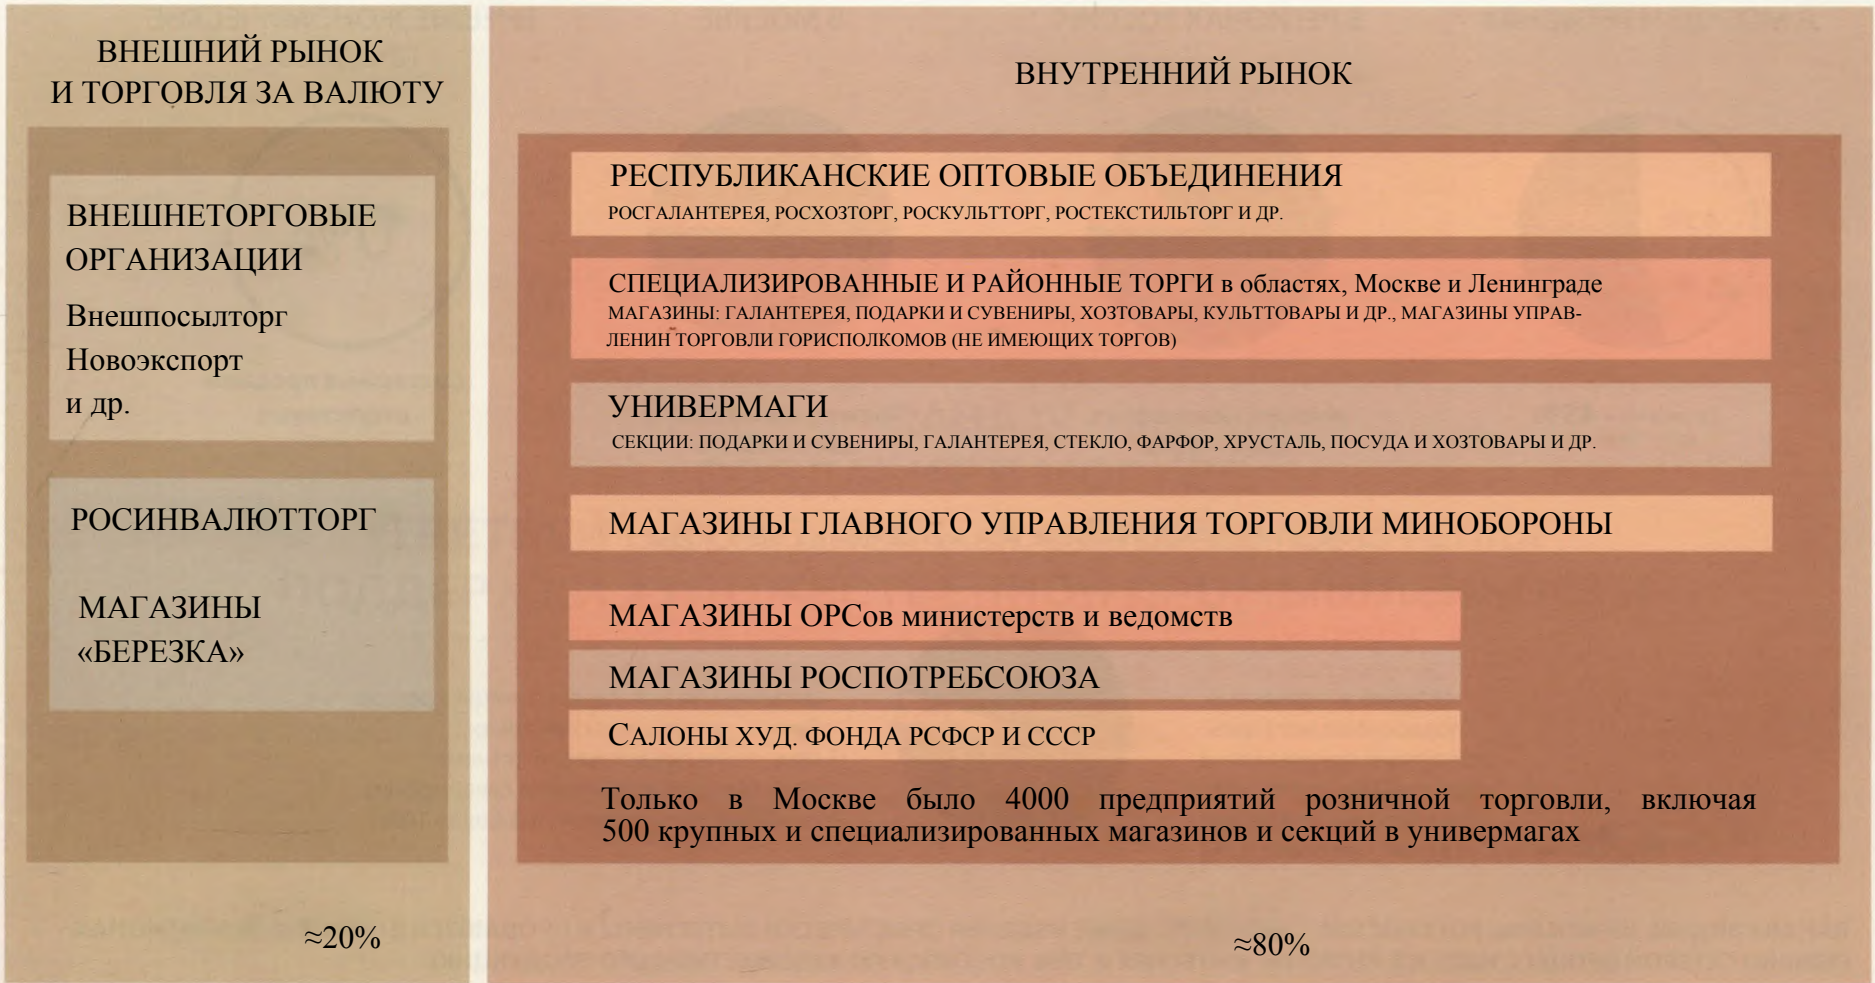 ВНЕШНИЙ РЫНОК
И ТОРГОВЛЯ ЗА ВАЛЮТУ
ВНЕШНЕТОРГОВЫЕ
ОРГАНИЗАЦИИ
Внешпосылторг
Новоэкспорт
и др.
РОСИНВАЛЮТТОРГ
МАГАЗИНЫ
«БЕРЕЗКА»
≈20%
ВНУТРЕННИЙ РЫНОК
РЕСПУБЛИКАНСКИЕ ОПТОВЫЕ ОБЪЕДИНЕНИЯ
РОСГАЛАНТЕРЕЯ, РОСХОЗТОРГ, РОСКУЛЬТТОРГ, РОСТЕКСТИЛЬТОРГ И ДР.
СПЕЦИАЛИЗИРОВАННЫЕ И РАЙОННЫЕ ТОРГИ в областях, Москве и Ленинграде
МАГАЗИНЫ: ГАЛАНТЕРЕЯ, ПОДАРКИ И СУВЕНИРЫ, ХОЗТОВАРЫ, КУЛЬТТОВАРЫ И ДР., МАГАЗИНЫ УПРАВ-
ЛЕНИН ТОРГОВЛИ ГОРИСПОЛКОМОВ (НЕ ИМЕЮЩИХ ТОРГОВ)
УНИВЕРМАГИ
СЕКЦИИ: ПОДАРКИ И СУВЕНИРЫ, ГАЛАНТЕРЕЯ, СТЕКЛО, ФАРФОР, ХРУСТАЛЬ, ПОСУДА И ХОЗТОВАРЫ И ДР.
МАГАЗИНЫ ГЛАВНОГО УПРАВЛЕНИЯ ТОРГОВЛИ МИНОБОРОНЫ
МАГАЗИНЫ ОРСов министерств и ведомств
МАГАЗИНЫ РОСПОТРЕБСОЮЗА
САЛОНЫ ХУД. ФОНДА РСФСР И СССР
Только в Москве было 4000 предприятий розничной торговли, включая
500 крупных и специализированных магазинов и секций в универмагах
≈80%